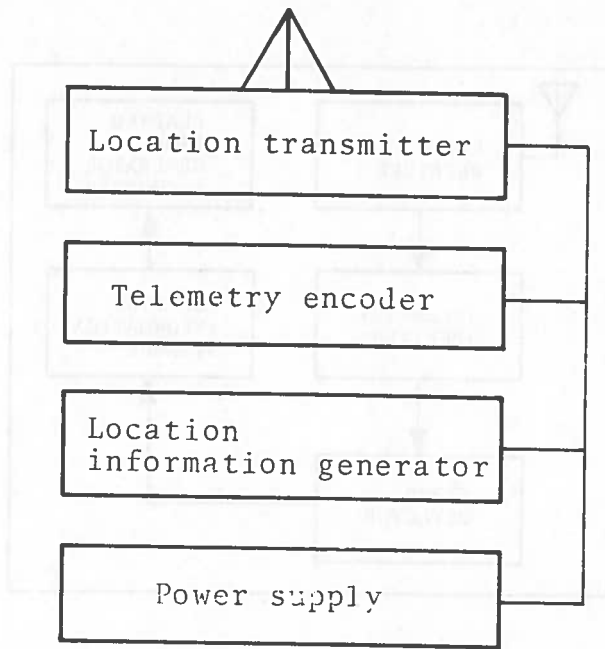 Location transmitter
Telemetry encoder
Location
information generator
Power supply